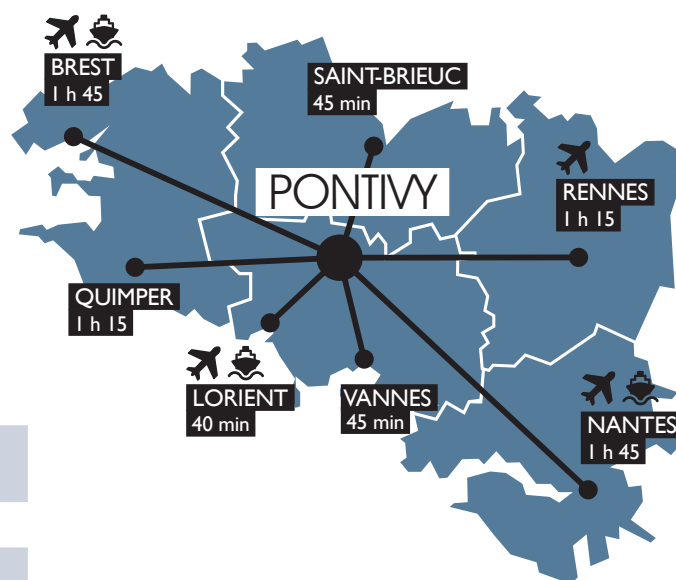 BREST
1 h 45
SAINT-BRIEUC
45 min
PONTIVY
RENNES
1 h 15
QUIMPER
1 h 15
LORIENT
40 min
VANNES
45 min
NANTES
1 h 45